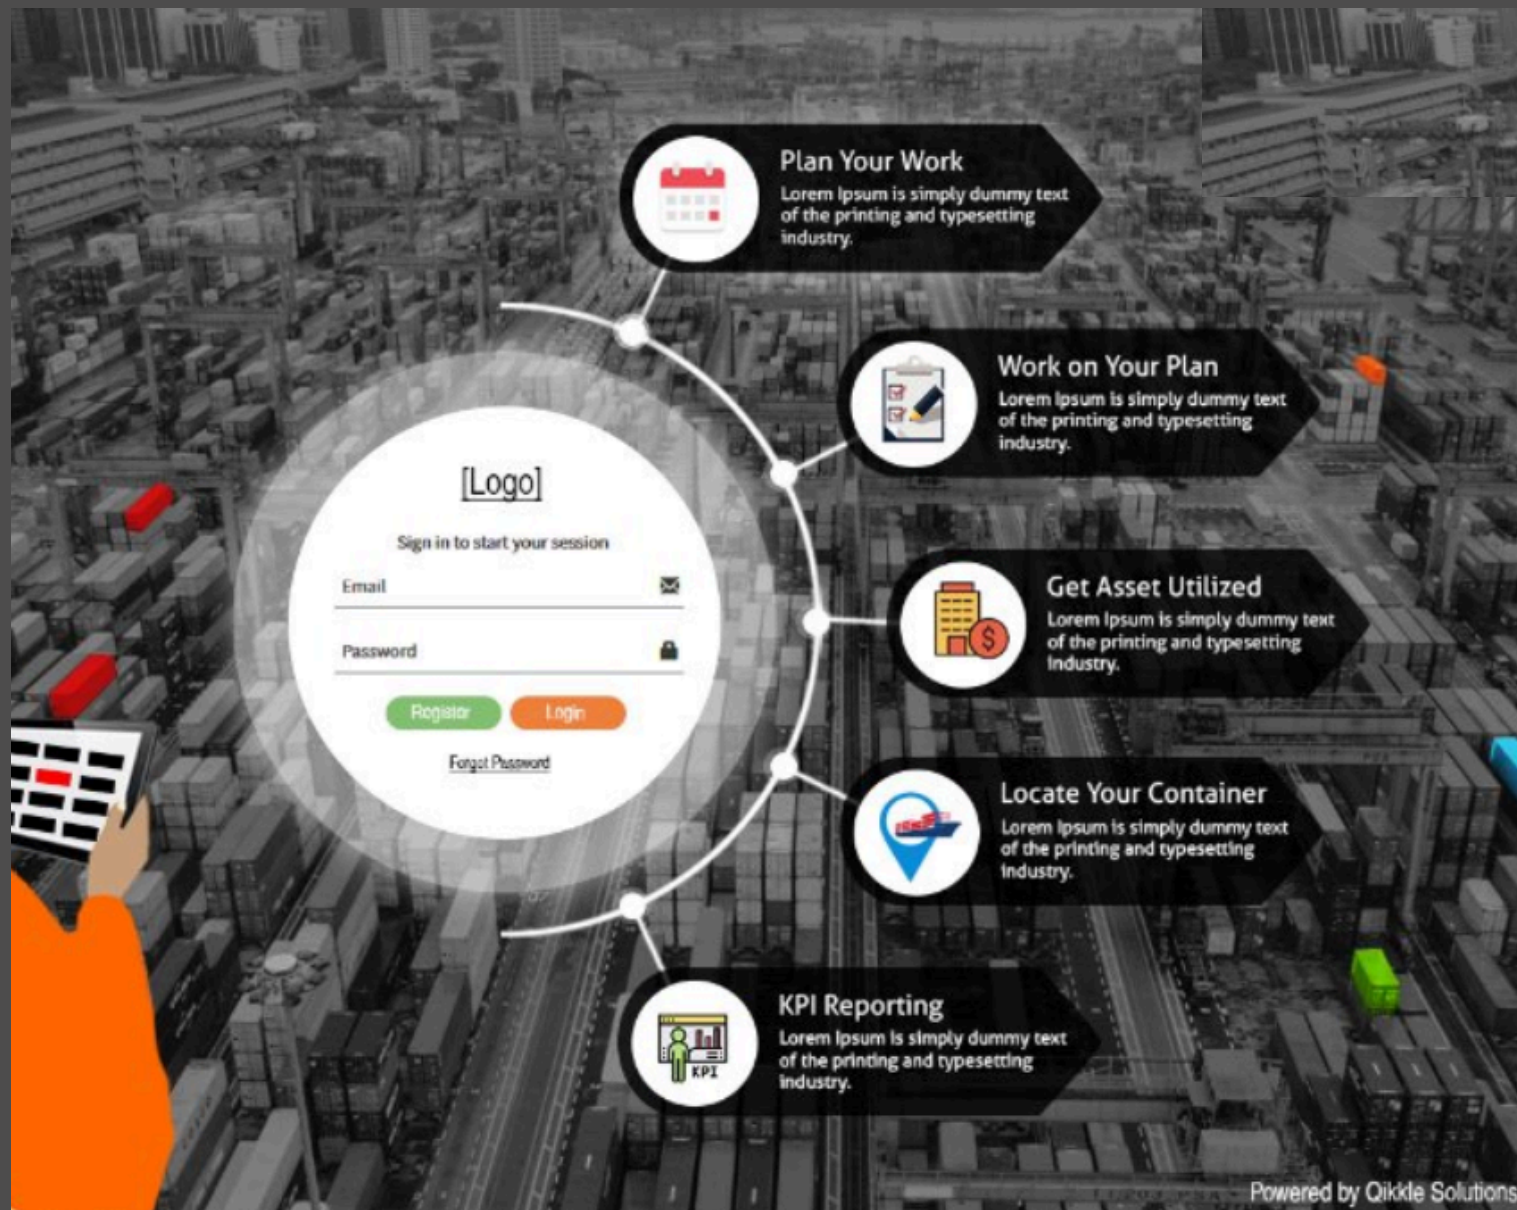 Plan Your Work
Lorem Ipsum is simply dummy text
of the printing and typesetting
industry.
Work on Your Plan
Lorem Ipsum is simply dummy text
of the printing and typesetting
industry.
[Logo]
Sign in to start your session
Email
Password
Register
Login
Forgot Password
Get Asset Utilized
Lorem Ipsum is simply dummy text
of the printing and typesetting
Industry.
Locate Your Container
Lorem Ipsum is simply dummy text
of the printing and typesetting
industry.
KPI Reporting
Lorem Ipsum is simply dummy text
of the printing and typesetting
industry.
KPI
Powered by Qikkle Solutions